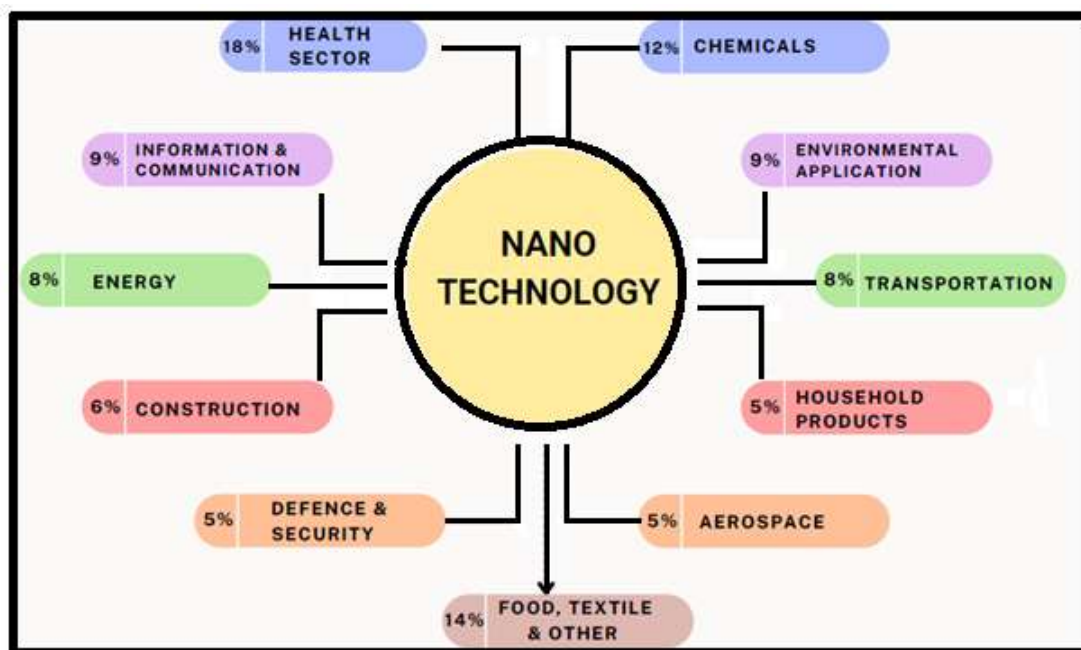 18% HEALTH
SECTOR
12% CHEMICALS
9% INFORMATION &
COMMUNICATION
9% ENVIRONMENTAL
APPLICATION
NANO
TECHNOLOGY
8% ENERGY
8% TRANSPORTATION
6% CONSTRUCTION
5% HOUSEHOLD
PRODUCTS
5% DEFENCE &
SECURITY
5% AEROSPACE
14% FOOD, TEXTILE
& OTHER